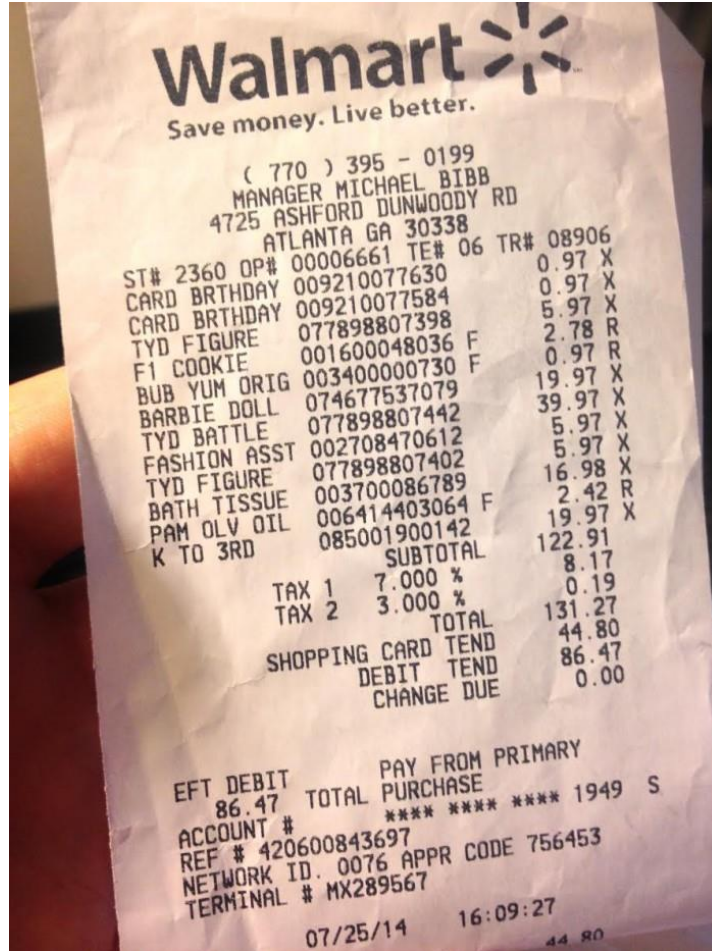 Walmart
Save money. Live better.
( 770 ) 395 - 0199
MANAGER MICHAEL BIBB
4725 ASHFORD DUNWOODY RD
ATLANTA GA 30338
ST# 2360 OP# 00006661 TE# 06 TR# 08906
CARD BRTHDAY 009210077630 0.97 X
CARD BRTHDAY 009210077584 0.97 X
TYD FIGURE 077898807398 5.97 X
F1 COOKIE 001600048036 F 2.78 R
BUB YUM ORIG 003400000730 F 0.97 R
BARBIE DOLL 074677537079 19.97 X
TYD BATTLE 077898807442 39.97 X
FASHION ASST 002708470612 5.97 X
TYD FIGURE 077898807402 5.97 X
BATH TISSUE 003700086789 16.98 X
PAM OLV OIL 006414403064 F 2.42 R
K TO 3RD 085001900142 19.97 X
SUBTOTAL 122.91
TAX 1 7.000 % 8.17
TAX 2 3.000 % 0.19
TOTAL 131.27
SHOPPING CARD TEND 44.80
DEBIT TEND 86.47
CHANGE DUE 0.00
EFT DEBIT PAY FROM PRIMARY
86.47 TOTAL PURCHASE
ACCOUNT # **** **** **** 1949 S
REF # 420600843697
NETWORK ID. 0076 APPR CODE 756453
TERMINAL # MX289567
07/25/14 16:09:27
44.80